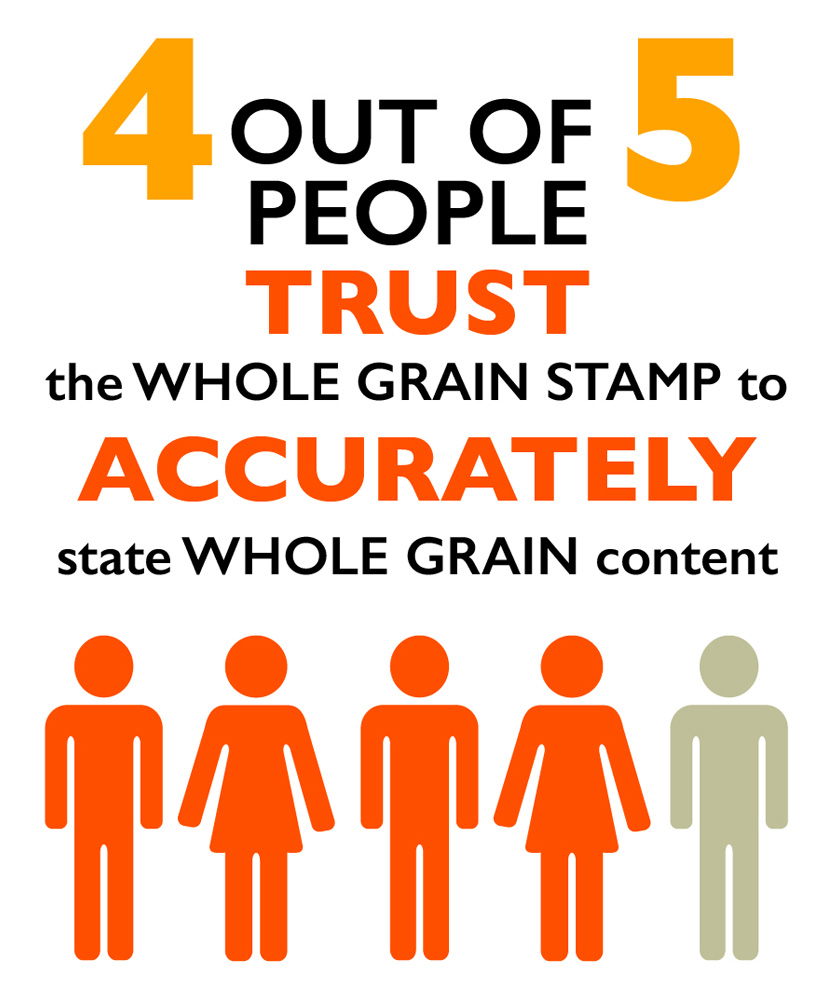 4 OUT OF 5
PEOPLE
TRUST
the WHOLE GRAIN STAMP to
ACCURATELY
state WHOLE GRAIN content